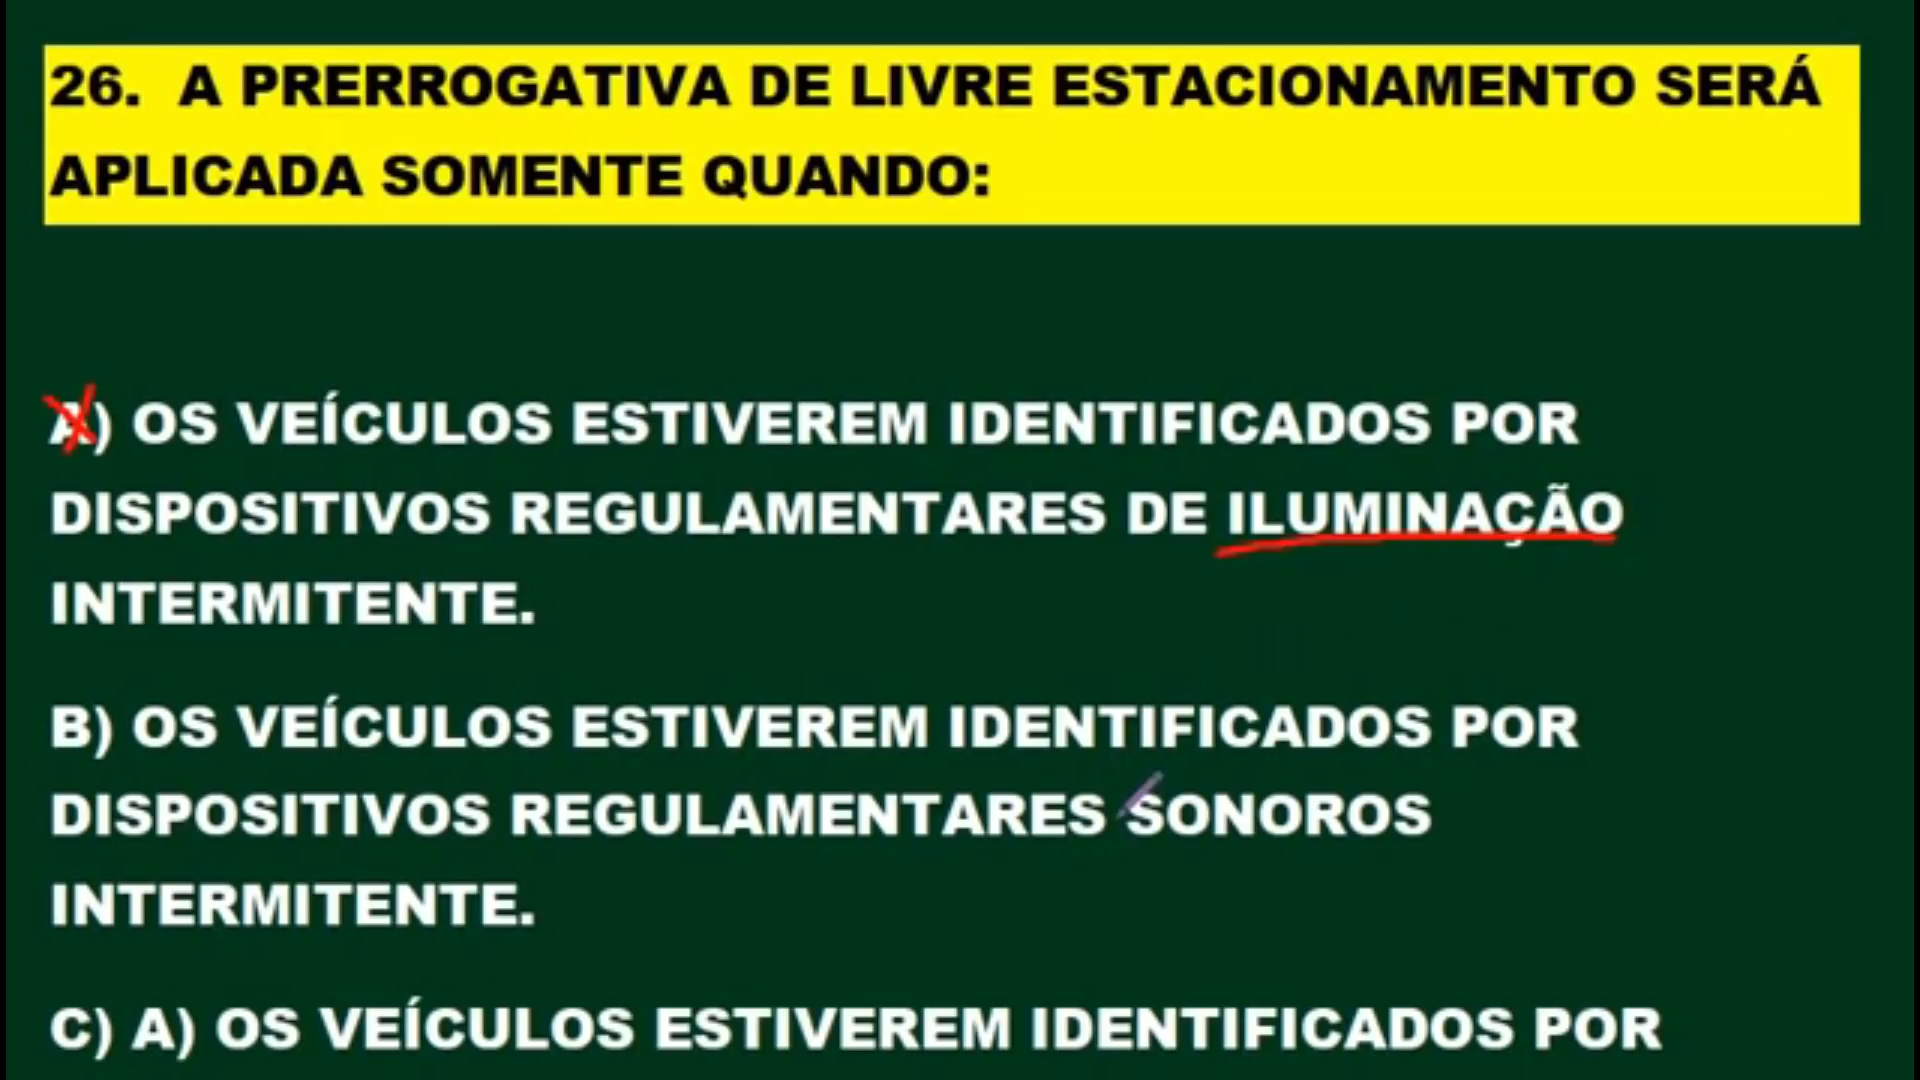 26. A PRERROGATIVA DE LIVRE ESTACIONAMENTO SERÁ
APLICADA SOMENTE QUANDO:
A) OS VEÍCULOS ESTIVEREM IDENTIFICADOS POR
DISPOSITIVOS REGULAMENTARES DE ILUMINAÇÃO
INTERMITENTE.
B) OS VEÍCULOS ESTIVEREM IDENTIFICADOS POR
DISPOSITIVOS REGULAMENTARES SONOROS
INTERMITENTE.
C) A) OS VEÍCULOS ESTIVEREM IDENTIFICADOS POR